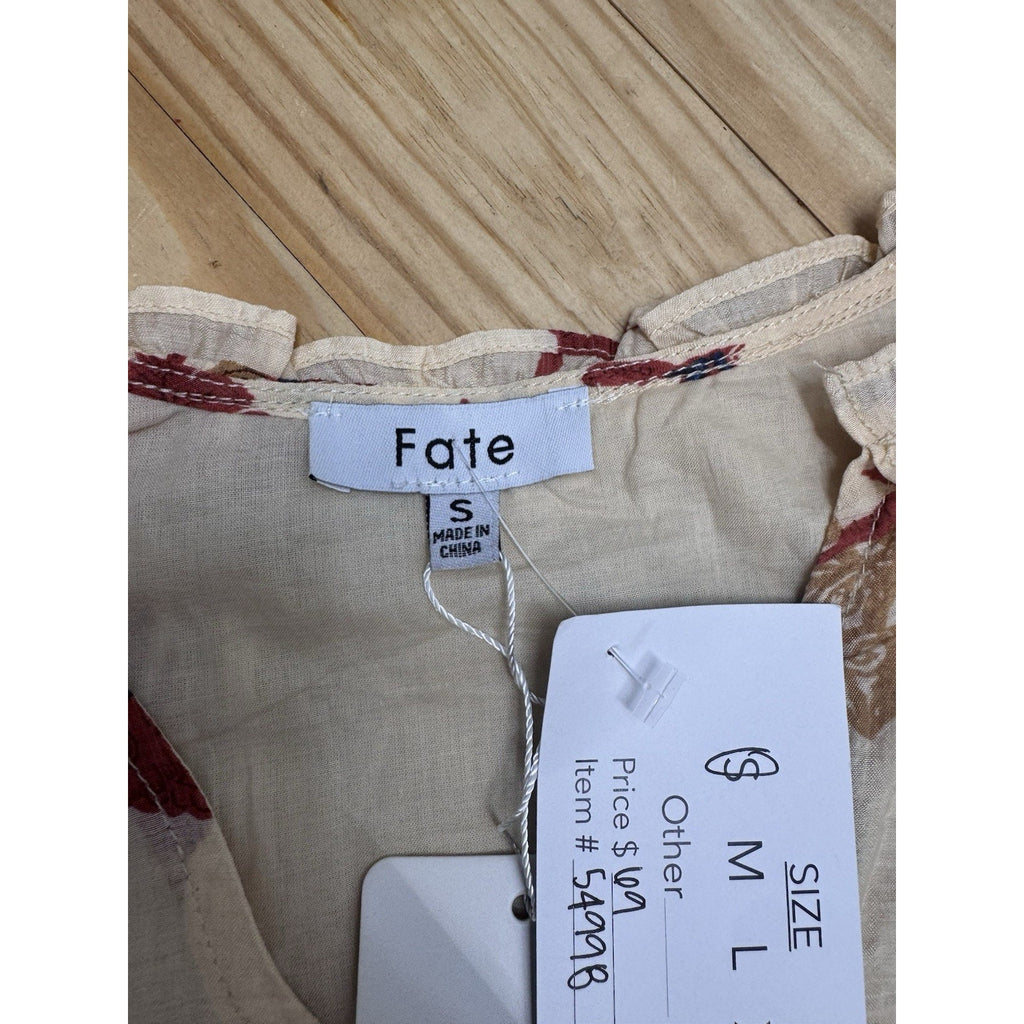 Fate
S
MADE IN
CHINA
SIZE
S M L
Other
Price $ 69
Item # 54998